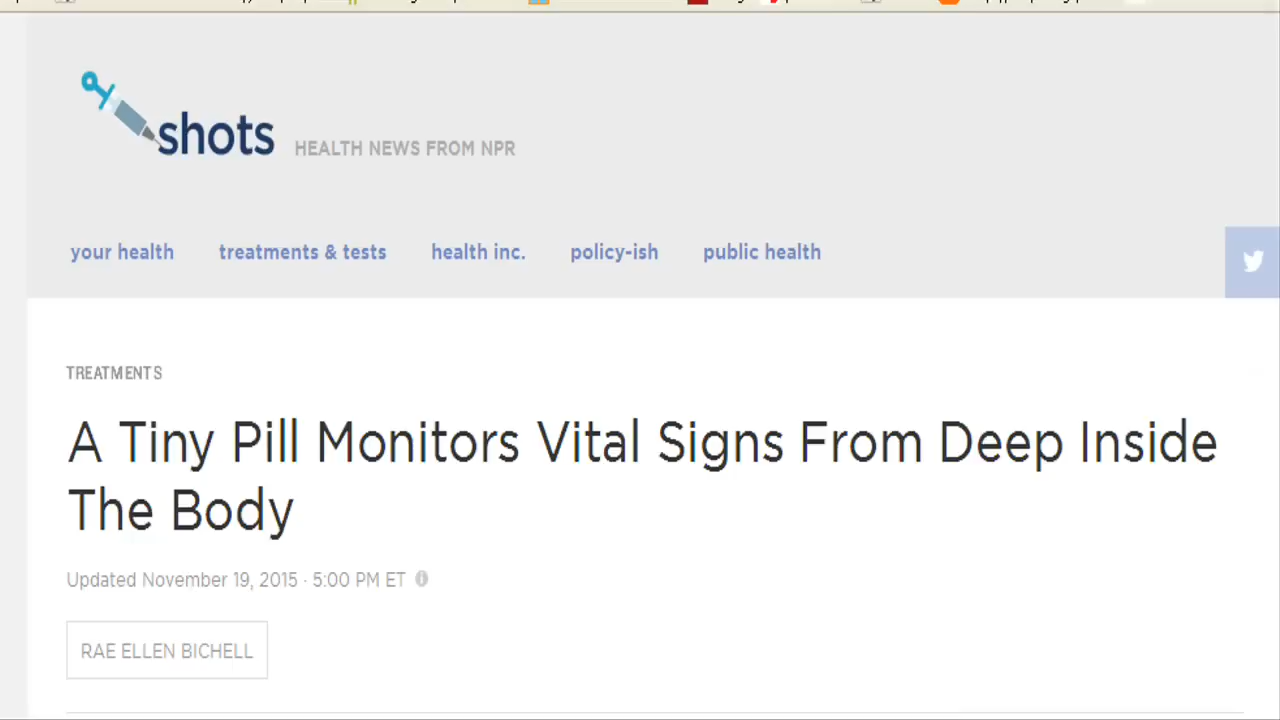 shots HEALTH NEWS FROM NPR
your health treatments & tests health inc. policy-ish public health
TREATMENTS
A Tiny Pill Monitors Vital Signs From Deep Inside
The Body
Updated November 19, 2015 · 5:00 PM ET
RAE ELLEN BICHELL